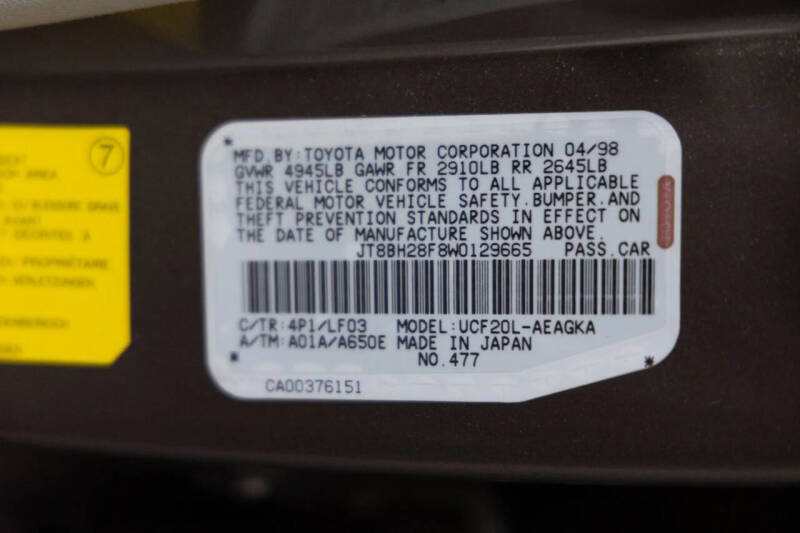 MFD. BY: TOYOTA MOTOR CORPORATION 04/98
GVWR 4945LB GAWR FR 2910LB RR 2645LB
THIS VEHICLE CONFORMS TO ALL APPLICABLE
FEDERAL MOTOR VEHICLE SAFETY, BUMPER, AND
THEFT PREVENTION STANDARDS IN EFFECT ON
THE DATE OF MANUFACTURE SHOWN ABOVE.
JT8BH28F8W0129665 PASS. CAR
C/TR: 4P1/LF03 MODEL: UCF20L-AEAGKA
A/TM: A01A/A650E MADE IN JAPAN
NO. 477
CA00376151
7